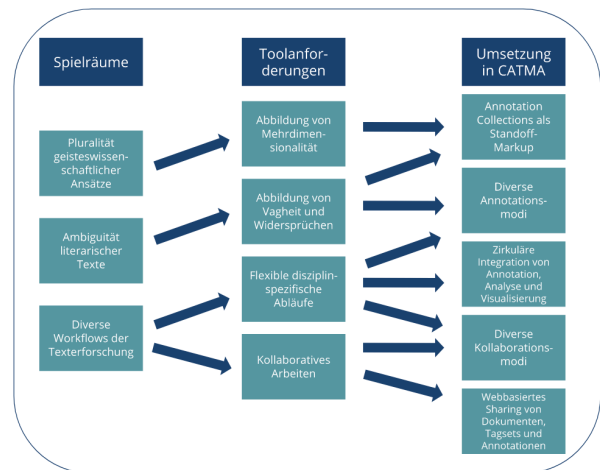 Spielräume
Pluralität
geisteswissen-
schaftlicher
Ansätze
Ambiguität
literarischer
Texte
Diverse
Workflows der
Texterforschung
Toolanfor-
derungen
Abbildung von
Mehrdimen-
sionalität
Abbildung von
Vagheit und
Widersprüchen
Flexible disziplin-
spezifische
Abläufe
Kollaboratives
Arbeiten
Umsetzung
in CATMA
Annotation
Collections als
Standoff-
Markup
Diverse
Annotations-
modi
Zirkuläre
Integration von
Annotation,
Analyse und
Visualisierung
Diverse
Kollaborations-
modi
Webbasiertes
Sharing von
Dokumenten,
Tagsets und
Annotationen